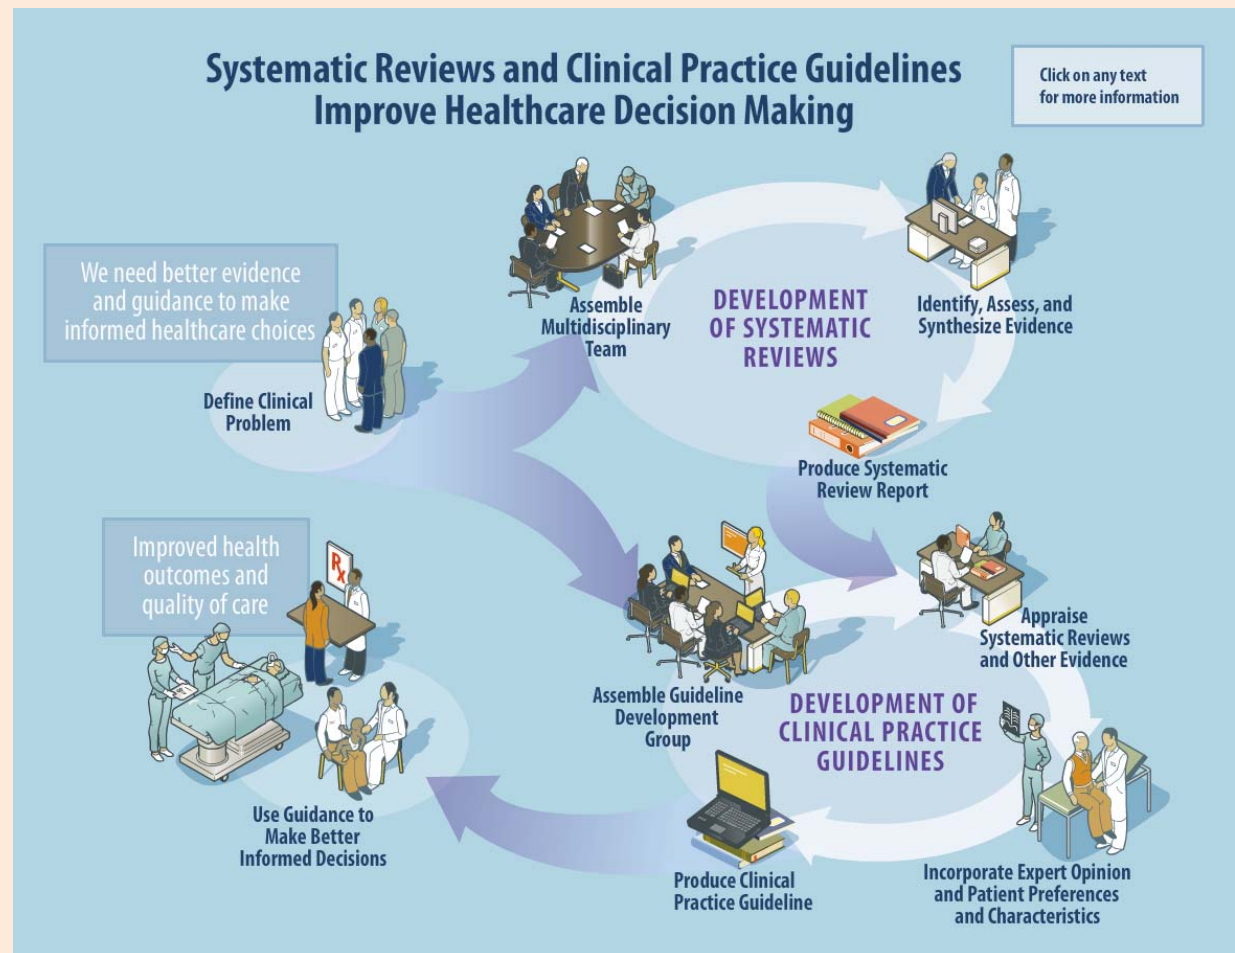 Systematic Reviews and Clinical Practice Guidelines
Improve Healthcare Decision Making
Click on any text
for more information
We need better evidence
and guidance to make
informed healthcare choices
Define Clinical
Problem
Assemble
Multidisciplinary
Team
DEVELOPMENT
OF SYSTEMATIC
REVIEWS
Identify, Assess, and
Synthesize Evidence
Produce Systematic
Review Report
Improved health
outcomes and
quality of care
Rx
Assemble Guideline
Development
Group
DEVELOPMENT OF
CLINICAL PRACTICE
GUIDELINES
Appraise
Systematic Reviews
and Other Evidence
Use Guidance to
Make Better
Informed Decisions
Produce Clinical
Practice Guideline
Incorporate Expert Opinion
and Patient Preferences
and Characteristics